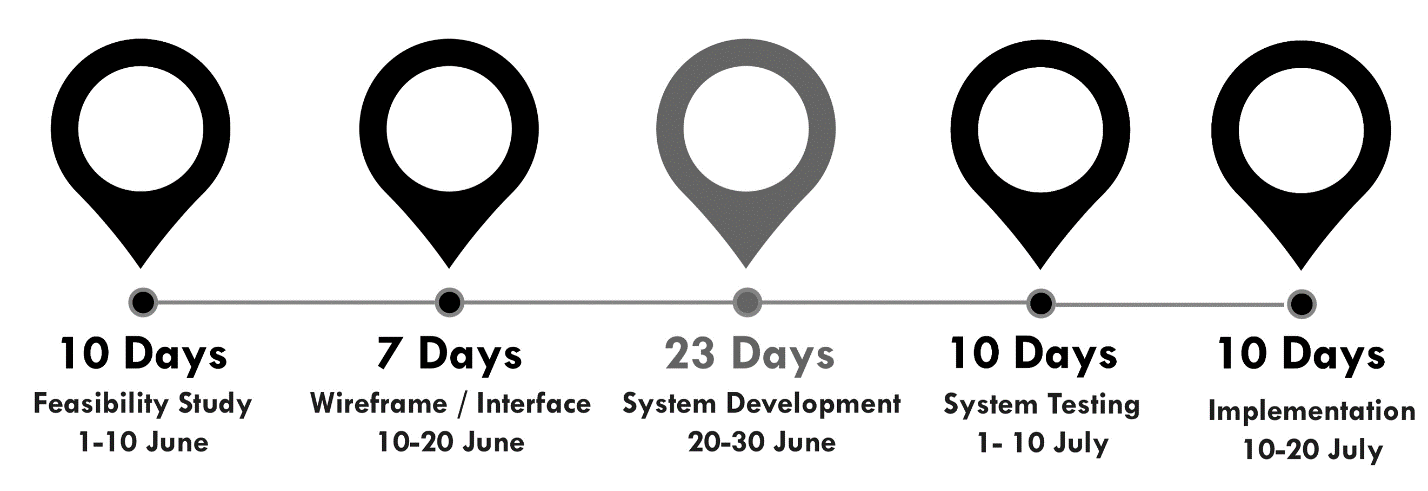 10 Days
Feasibility Study
1-10 June
7 Days
Wireframe / Interface
10-20 June
23 Days
System Development
20-30 June
10 Days
System Testing
1- 10 July
10 Days
Implementation
10-20 July